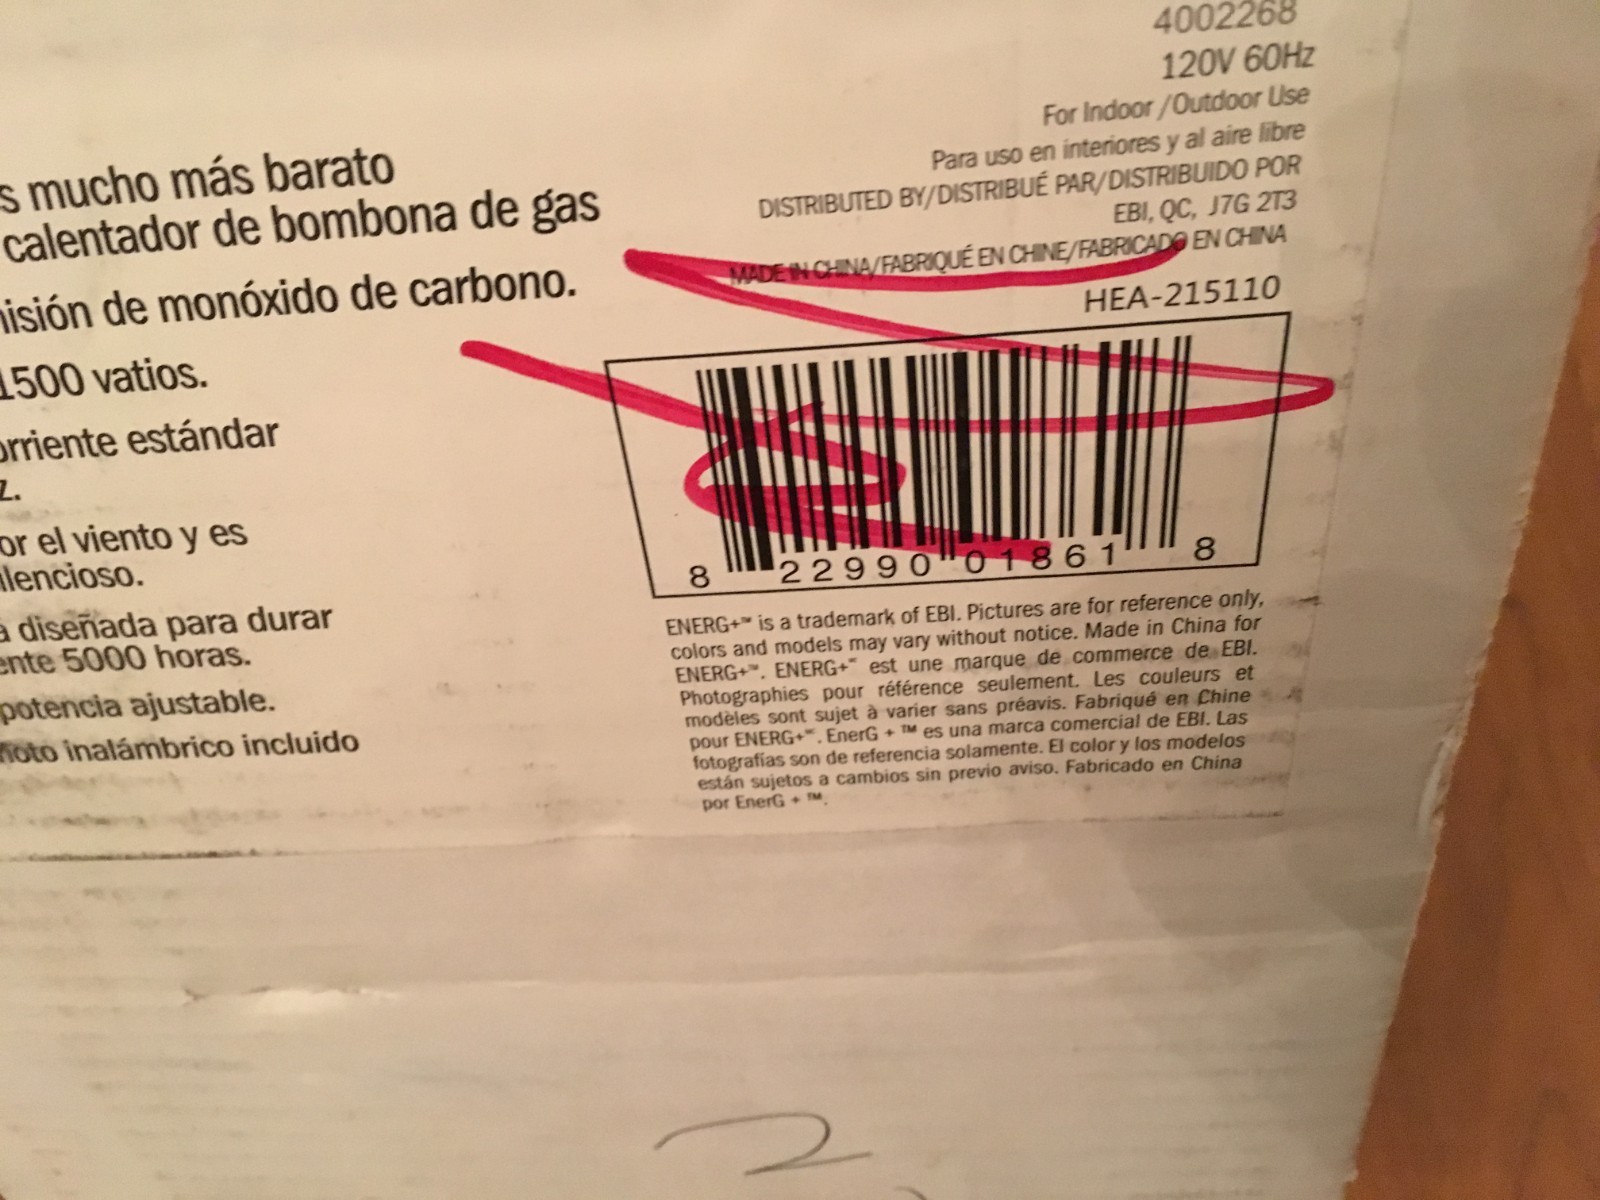 s mucho más barato
calentador de bombona de gas
isión de monóxido de carbono.
1500 vatios.
orriente estándar
z.
or el viento y es
ilencioso.
a diseñada para durar
ente 5000 horas.
potencia ajustable.
moto inalámbrico incluido
4002268
120V 60Hz
For Indoor /Outdoor Use
Para uso en interiores y al aire libre
DISTRIBUTED BY/DISTRIBUÉ PAR/DISTRIBUIDO POR
EBI, QC, J7G 2T3
MADE IN CHINA/FABRIQUÉ EN CHINE/FABRICADO EN CHINA
HEA-215110
8 22990 01861 8
ENERG+™ is a trademark of EBI. Pictures are for reference only,
colors and models may vary without notice. Made in China for
ENERG+™. ENERG+™ est une marque de commerce de EBI.
Photographies pour référence seulement. Les couleurs et
modèles sont sujet à varier sans préavis. Fabriqué en Chine
pour ENERG+™. EnerG + ™ es una marca comercial de EBI. Las
fotografías son de referencia solamente. El color y los modelos
están sujetos a cambios sin previo aviso. Fabricado en China
por EnerG + ™.
2